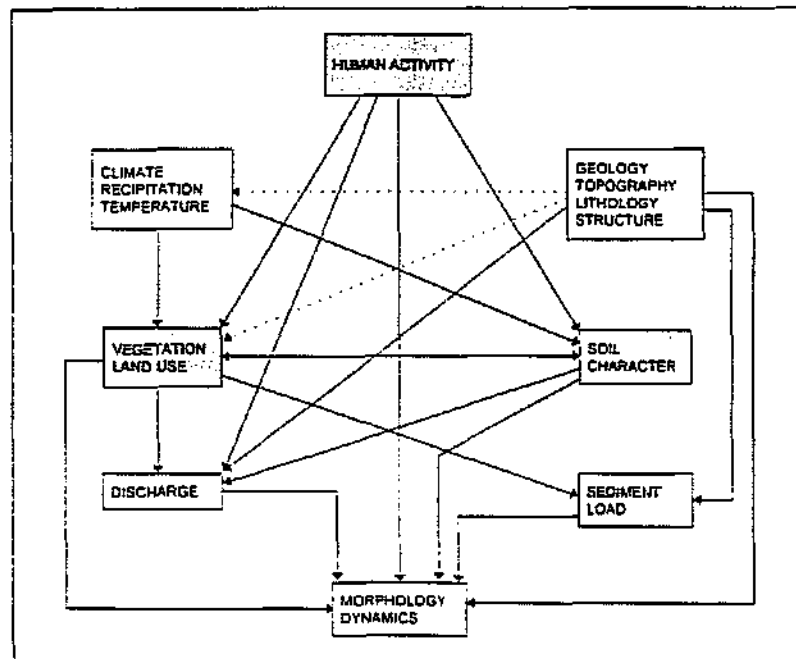 HUMAN ACTIVITY
CLIMATE
RECIPITATION
TEMPERATURE
GEOLOGY
TOPOGRAPHY
LITHOLOGY
STRUCTURE
VEGETATION
LAND USE
SOIL
CHARACTER
DISCHARGE
SEDIMENT
LOAD
MORPHOLOGY
DYNAMICS